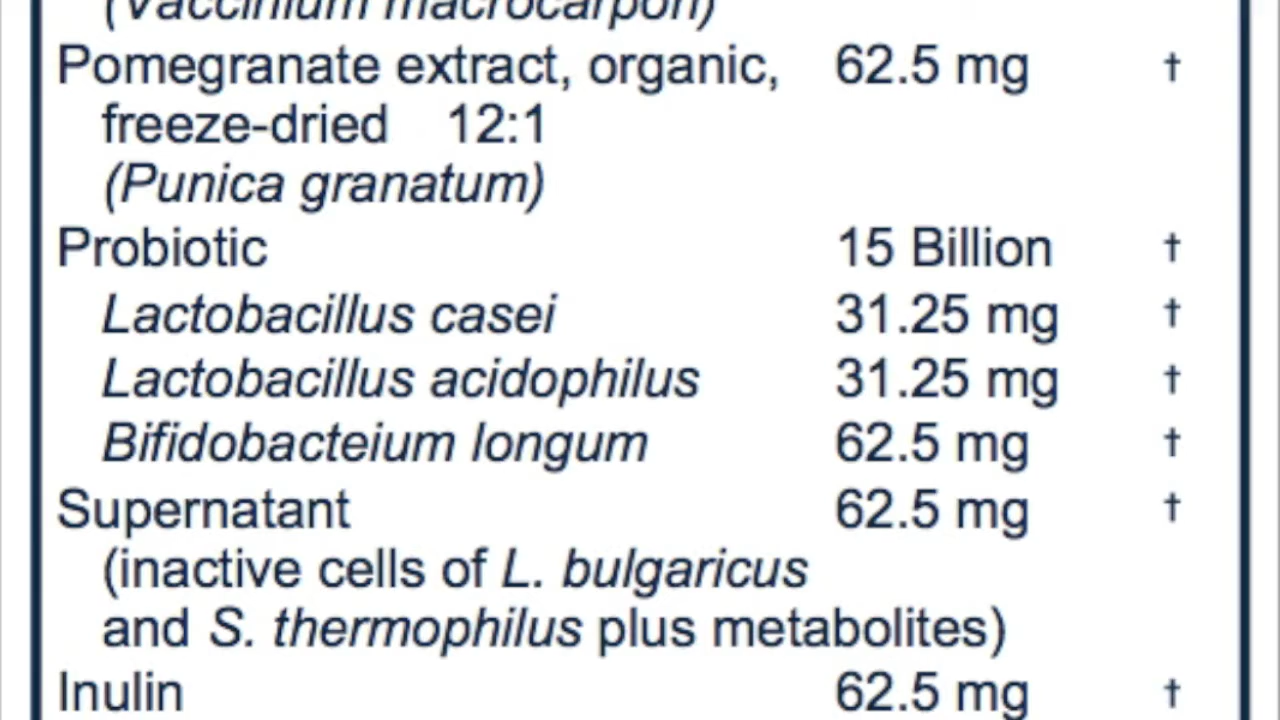 (Vaccinium macrocarpon)
Pomegranate extract, organic, 62.5 mg †
freeze-dried 12:1
(Punica granatum)
Probiotic 15 Billion †
Lactobacillus casei 31.25 mg †
Lactobacillus acidophilus 31.25 mg †
Bifidobacteium longum 62.5 mg †
Supernatant 62.5 mg †
(inactive cells of L. bulgaricus
and S. thermophilus plus metabolites)
Inulin 62.5 mg †